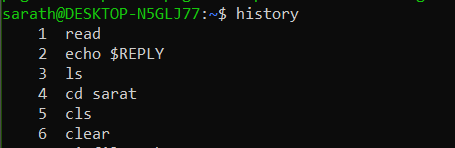 sarath@DESKTOP-N5GLJ77:~$ history
1 read
2 echo $REPLY
3 ls
4 cd sarat
5 cls
6 clear